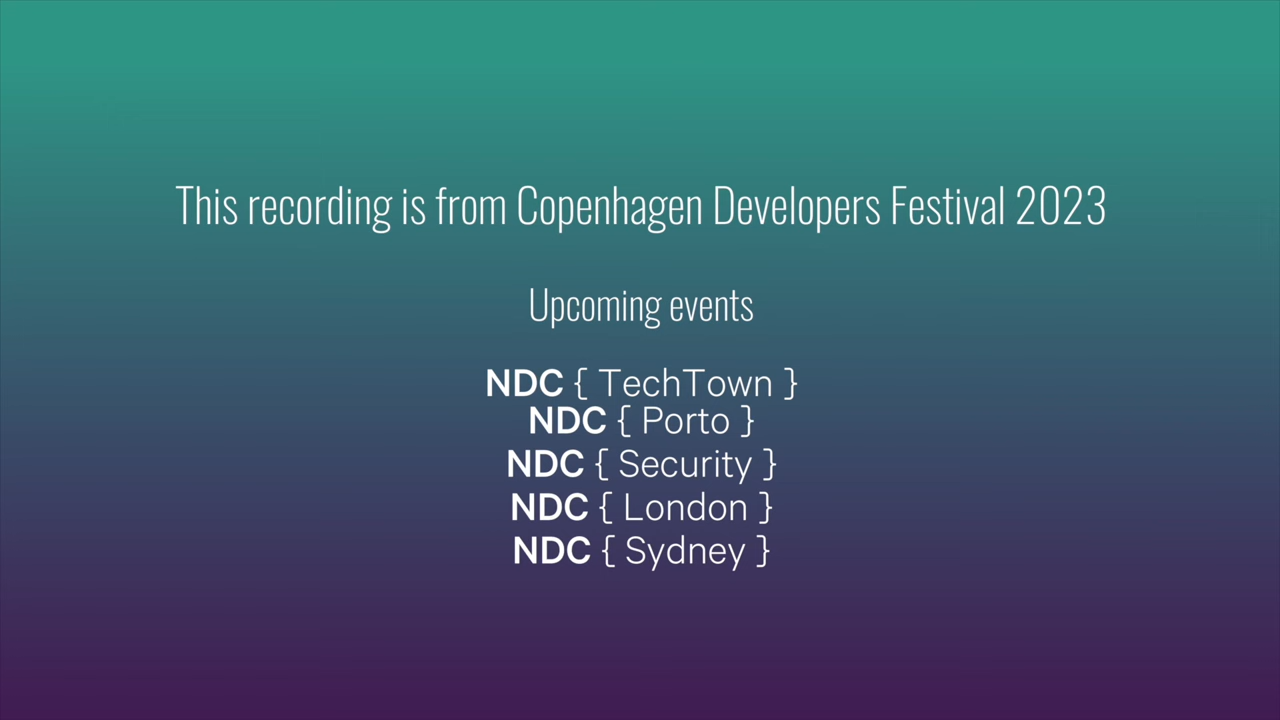 This recording is from Copenhagen Developers Festival 2023
Upcoming events
NDC { TechTown }
NDC { Porto }
NDC { Security }
NDC { London }
NDC { Sydney }